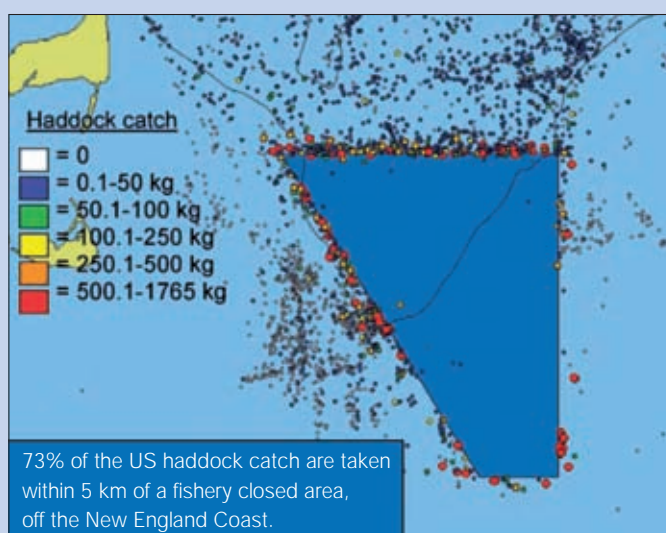 Haddock catch
= 0
= 0.1-50 kg
= 50.1-100 kg
= 100.1-250 kg
= 250.1-500 kg
= 500.1-1765 kg
73% of the US haddock catch are taken
within 5 km of a fishery closed area,
off the New England Coast.